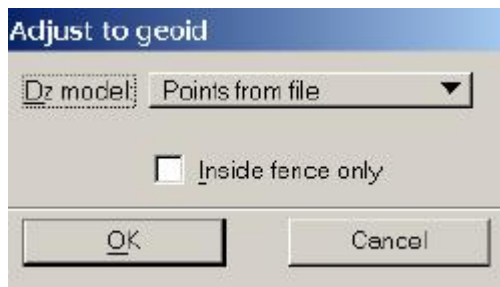 Adjust to geoid
Dz model: Points from file
Inside fence only
OK Cancel